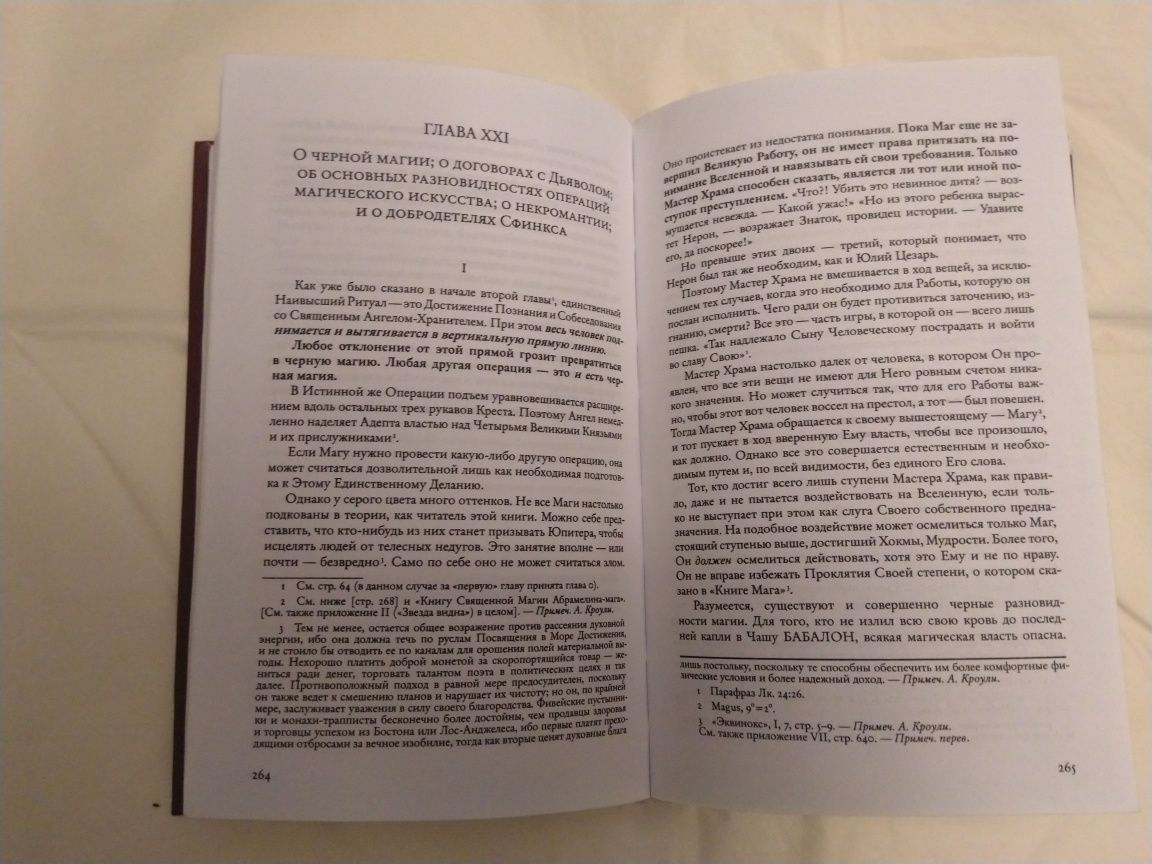 ГЛАВА XXI
О ЧЕРНОЙ МАГИИ; О ДОГОВОРАХ С ДЬЯВОЛОМ;
ОБ ОСНОВНЫХ РАЗНОВИДНОСТЯХ ОПЕРАЦИЙ
МАГИЧЕСКОГО ИСКУССТВА; О НЕКРОМАНТИИ;
И О ДОБРОДЕТЕЛЯХ СФИНКСА
I
Как уже было сказано в начале второй главы¹, единственный
Наивысший Ритуал — это Достижение Познания и Собеседования
со Священным Ангелом-Хранителем. При этом весь человек под-
нимается и вытягивается в вертикальную прямую линию.
Любое отклонение от этой прямой грозит превратиться
в черную магию. Любая другая операция — это и есть чер-
ная магия.
В Истинной же Операции подъем уравновешивается расшире-
нием вдоль остальных трех рукавов Креста. Поэтому Ангел немед-
ленно наделяет Адепта властью над Четырьмя Великими Князьями
и их прислужниками².
Если Магу нужно провести какую-либо другую операцию, она
может считаться дозволительной лишь как необходимая подготов-
ка к Этому Единственному Деланию.
Однако у серого цвета много оттенков. Не все Маги настолько
подкованы в теории, как читатель этой книги. Можно себе пред-
ставить, что кто-нибудь из них станет призывать Юпитера, чтобы
исцелять людей от телесных недугов. Это занятие вполне — или
почти — безвредно³. Само по себе оно не может считаться злом.
1 См. стр. 64 (в данном случае за «первую» главу принята глава 0).
2 См. ниже [стр. 268] и «Книгу Священной Магии Абрамелина-мага».
[См. также приложение II («Звезда видна») в целом]. — Примеч. А. Кроули.
3 Тем не менее, остается общее возражение против рассеяния духовной
энергии, ибо она должна течь по руслам Посвящения в Море Достижения,
и не стоило бы отводить ее по каналам для орошения полей материальной вы-
годы. Нехорошо платить доброй монетой за скоропортящийся товар — же-
ниться ради денег, торговать талантом поэта в политических целях и так
далее. Противоположный подход в равной мере предосудителен, поскольку
он также ведет к смешению планов и нарушает их чистоту; но он, по крайней
мере, заслуживает уважения в силу своего благородства. Фивейские пустынни-
ки и монахи-трапписты бесконечно более достойны, чем продавцы здоровья
и торговцы успехом из Бостона или Лос-Анджелеса, ибо первые платят прехо-
дящими отбросами за вечное изобилие, тогда как вторые ценят духовные блага
264
Оно проистекает из недостатка понимания. Пока Маг еще не за-
вершил Великую Работу, он не имеет права притязать на по-
нимание Вселенной и навязывать ей свои требования. Только
Мастер Храма способен сказать, является ли тот или иной по-
ступок преступлением. «Что?! Убить это невинное дитя? — воз-
мущается невежда. — Какой ужас!» «Но из этого ребенка вырас-
тет Нерон, — возражает Знаток, провидец истории. — Удавите
его, да поскорее!»
Но превыше этих двоих — третий, который понимает, что
Нерон был так же необходим, как и Юлий Цезарь.
Поэтому Мастер Храма не вмешивается в ход вещей, за исклю-
чением тех случаев, когда это необходимо для Работы, которую он
послан исполнить. Чего ради он будет противиться заточению, из-
гнанию, смерти? Все это — часть игры, в которой он — всего лишь
пешка. «Так надлежало Сыну Человеческому пострадать и войти
во славу Свою»¹.
Мастер Храма настолько далек от человека, в котором Он про-
явлен, что все эти вещи не имеют для Него ровным счетом ника-
кого значения. Но может случиться так, что для его Работы важ-
но, чтобы этот вот человек воссел на престол, а тот — был повешен.
Тогда Мастер Храма обращается к своему вышестоящему — Магу²,
и тот пускает в ход вверенную Ему власть, чтобы все произошло,
как должно. Однако все это совершается естественным и необхо-
димым путем и, по всей видимости, без единого Его слова.
Тот, кто достиг всего лишь ступени Мастера Храма, как прави-
ло, даже и не пытается воздействовать на Вселенную, если толь-
ко не выступает при этом как слуга Своего собственного предна-
значения. На подобное воздействие может осмелиться только Маг,
стоящий ступенью выше, достигший Хокмы, Мудрости. Более того,
Он должен осмелиться действовать, хотя это Ему и не по нраву.
Он не вправе избежать Проклятия Своей степени, о котором ска-
зано в «Книге Мага»³.
Разумеется, существуют и совершенно черные разновид-
ности магии. Для того, кто не излил всю свою кровь до послед-
ней капли в Чашу БАБАЛОН, всякая магическая власть опасна.
лишь постольку, поскольку те способны обеспечить им более комфортные фи-
зические условия и более надежный доход. — Примеч. А. Кроули.
1 Парафраз Лк. 24:26.
2 Magus, 9°=2°.
3 «Эквинокс», I, 7, стр. 5–9. — Примеч. А. Кроули.
См. также приложение VII, стр. 640. — Примеч. перев.
265